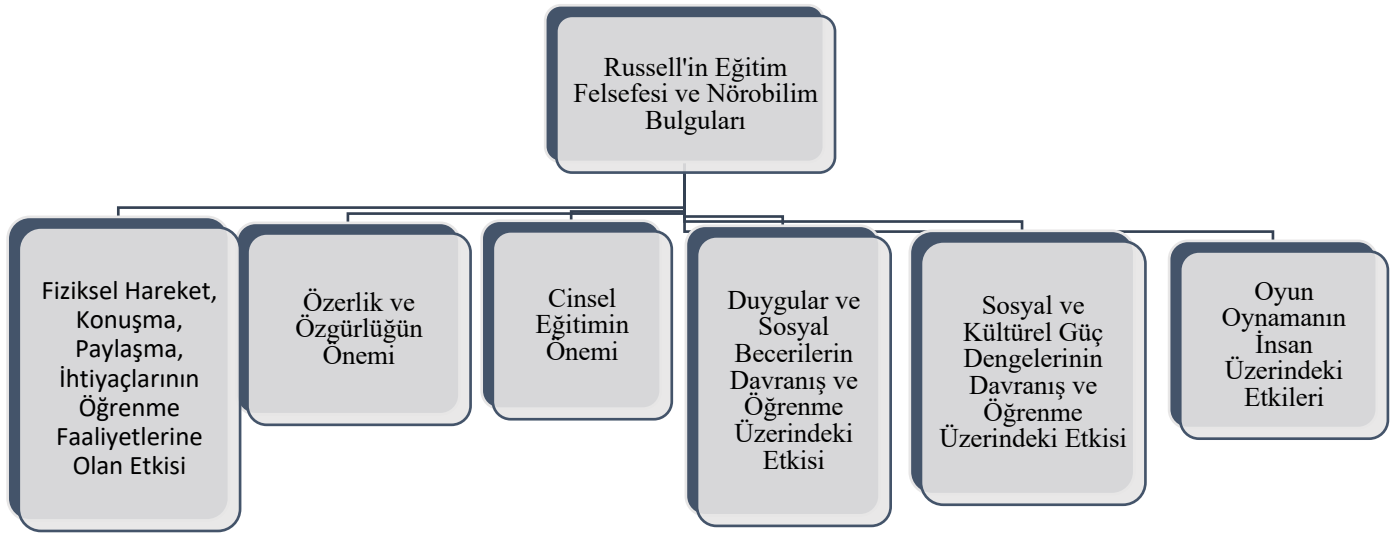 Russell'in Eğitim
Felsefesi ve Nörobilim
Bulguları
Fiziksel Hareket,
Konuşma,
Paylaşma,
İhtiyaçlarının
Öğrenme
Faaliyetlerine
Olan Etkisi
Özerlik ve
Özgürlüğün
Önemi
Cinsel
Eğitimin
Önemi
Duygular ve
Sosyal
Becerilerin
Davranış ve
Öğrenme
Üzerindeki
Etkisi
Sosyal ve
Kültürel Güç
Dengelerinin
Davranış ve
Öğrenme
Üzerindeki Etkisi
Oyun
Oynamanın
İnsan
Üzerindeki
Etkileri